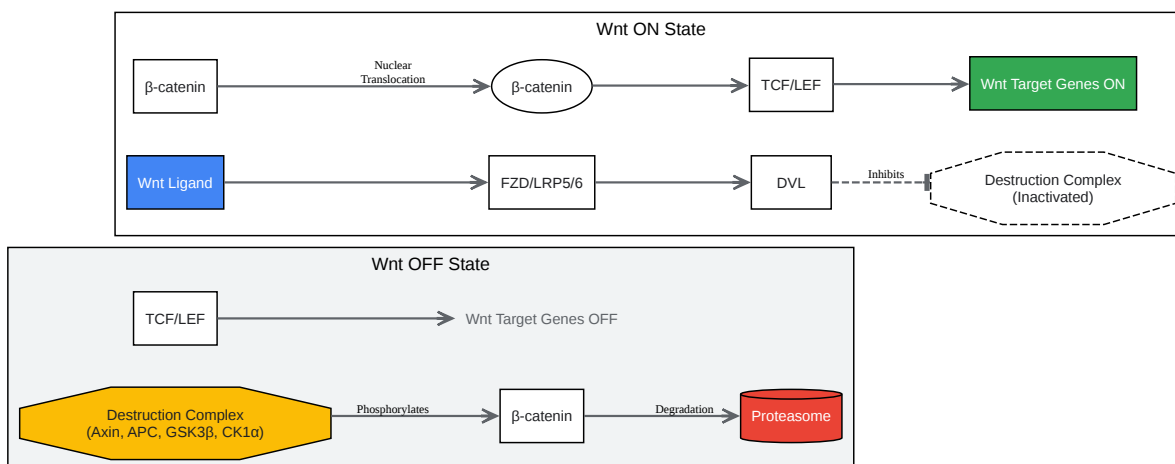 Wnt ON State
β-catenin
Nuclear
Translocation
β-catenin
TCF/LEF
Wnt Target Genes ON
Wnt Ligand
FZD/LRP5/6
DVL
Inhibits
Destruction Complex
(Inactivated)
Wnt OFF State
TCF/LEF
Wnt Target Genes OFF
Destruction Complex
(Axin, APC, GSK3β, CK1α)
Phosphorylates
β-catenin
Degradation
Proteasome